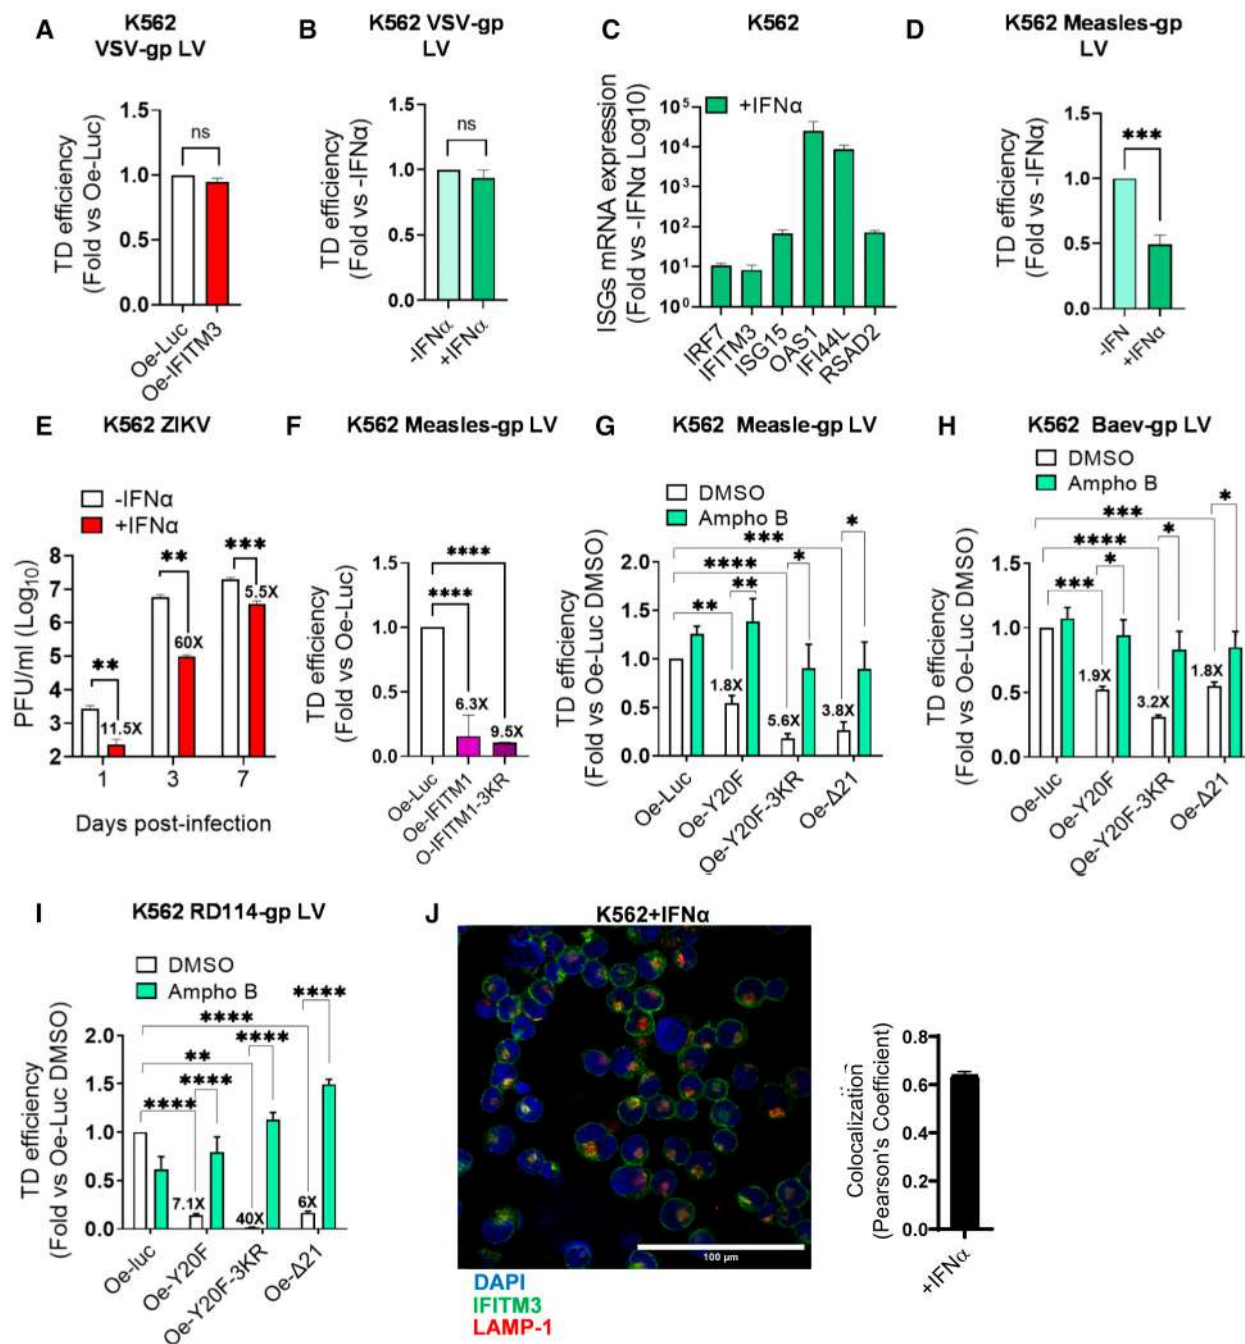 A
K562
VSV-gp LV
TD efficiency
(Fold vs Oe-Luc)
1.5
1.0
0.5
0.0
ns
Oe-Luc
Oe-IFITM3
B
K562 VSV-gp
LV
TD efficiency
(Fold vs -IFNα)
1.5
1.0
0.5
0.0
ns
-IFNα
+IFNα
C
K562
+IFNα
ISGs mRNA expression
(Fold vs -IFNα Log10)
10⁵
10⁴
10³
10²
10¹
10⁰
IRF7
IFITM3
ISG15
OAS1
IFI44L
RSAD2
D
K562 Measles-gp
LV
TD efficiency
(Fold vs -IFNα)
1.5
1.0
0.5
0.0
***
-IFN
+IFNα
E
K562 ZIKV
-IFNα
+IFNα
PFU/ml (Log₁₀)
8
7
6
5
4
3
2
**
11.5X
**
60X
***
5.5X
1 3 7
Days post-infection
F
K562 Measles-gp LV
TD efficiency
(Fold vs Oe-Luc)
1.5
1.0
0.5
0.0
****
****
6.3X
9.5X
Oe-Luc
Oe-IFITM1
O-IFITM1-3KR
G
K562 Measle-gp LV
DMSO
Ampho B
TD efficiency
(Fold vs Oe-Luc DMSO)
2.0
1.5
1.0
0.5
0.0
***
*
****
*
**
**
1.8X
5.6X
3.8X
Oe-Luc
Oe-Y20F
Oe-Y20F-3KR
Oe-Δ21
H
K562 Baev-gp LV
DMSO
Ampho B
TD efficiency
(Fold vs Oe-Luc DMSO)
1.5
1.0
0.5
0.0
***
*
****
*
***
*
1.9X
3.2X
1.8X
Oe-luc
Oe-Y20F
Oe-Y20F-3KR
Oe-Δ21
I
K562 RD114-gp LV
DMSO
Ampho B
TD efficiency
(Fold vs Oe-Luc DMSO)
2.0
1.5
1.0
0.5
0.0
****
****
**
****
****
****
7.1X
40X
6X
Oe-luc
Oe-Y20F
Oe-Y20F-3KR
Oe-Δ21
J
K562+IFNα
100 µm
DAPI
IFITM3
LAMP-1
Colocalization
(Pearson's Coefficient)
0.8
0.6
0.4
0.2
0.0
+IFNα